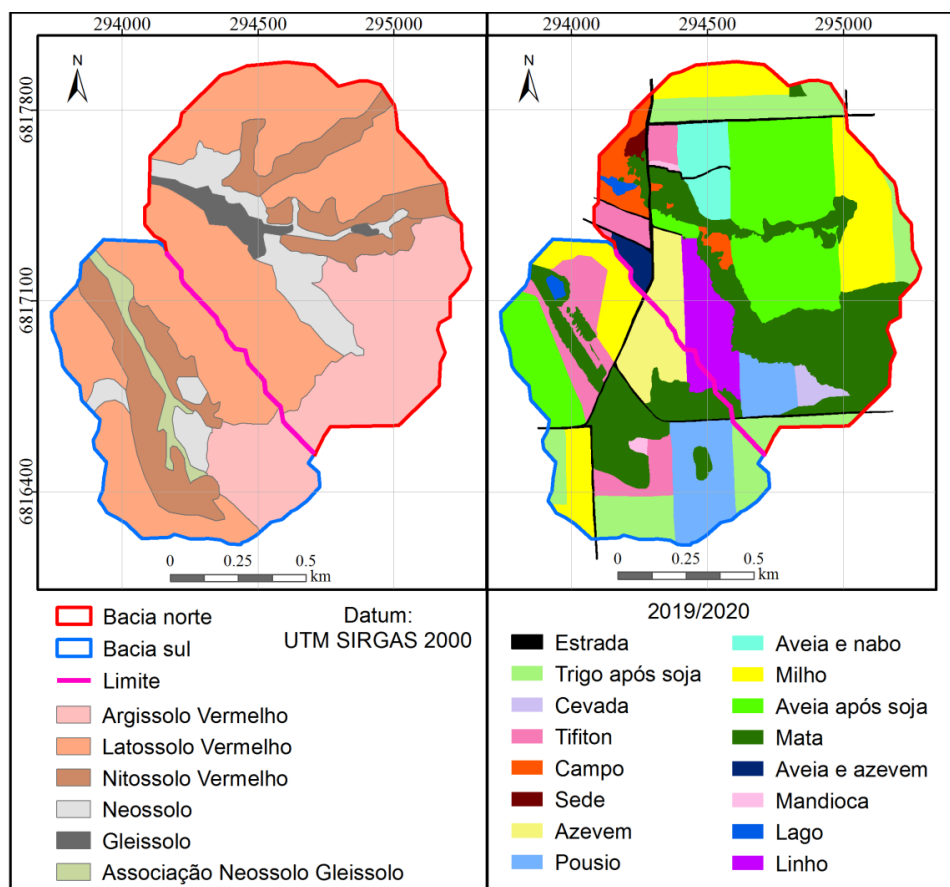 294000 294500 295000
294000 294500 295000
N
N
6817800
6817100
6816400
0 0.25 0.5
km
0 0.25 0.5
km
Bacia norte
Bacia sul
Limite
Argissolo Vermelho
Latossolo Vermelho
Nitossolo Vermelho
Neossolo
Gleissolo
Associação Neossolo Gleissolo
Datum:
UTM SIRGAS 2000
2019/2020
Estrada
Trigo após soja
Cevada
Tifiton
Campo
Sede
Azevem
Pousio
Aveia e nabo
Milho
Aveia após soja
Mata
Aveia e azevem
Mandioca
Lago
Linho